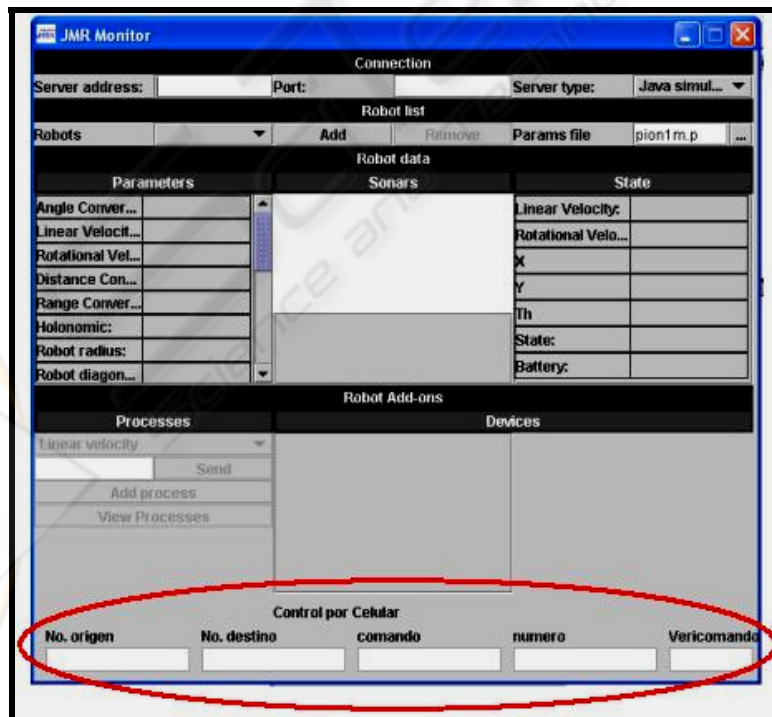 JMR Monitor
Connection
Server address: Port: Server type: Java simul...
Robot list
Robots Add Remove Params file pion1m.p ...
Robot data
Parameters Sonars State
Angle Conver... Linear Velocity:
Linear Velocit... Rotational Velo...
Rotational Vel... X
Distance Con... Y
Range Conver... Th
Holonomic: State:
Robot radius: Battery:
Robot diagon...
Robot Add-ons
Processes Devices
Linear velocity
Send
Add process
View Processes
Control por Celular
No. origen No. destino comando numero Vericomando